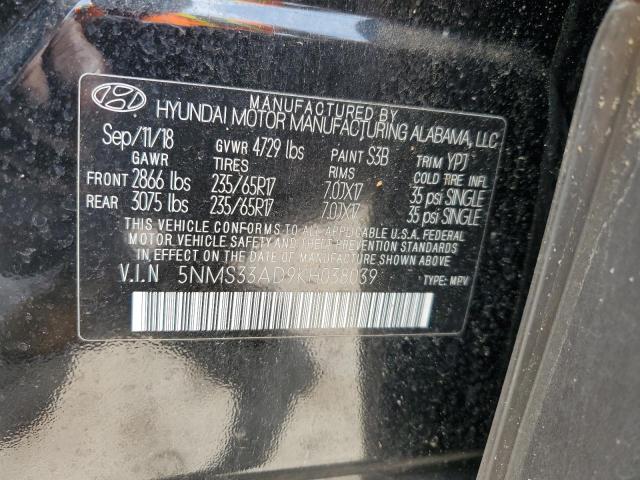 MANUFACTURED BY
HYUNDAI MOTOR MANUFACTURING ALABAMA, LLC
Sep/11/18 GVWR 4729 lbs PAINT S3B TRIM YPJ
GAWR TIRES RIMS COLD TIRE INFL
FRONT 2866 lbs 235/65R17 7.0JX17 35 psi SINGLE
REAR 3075 lbs 235/65R17 7.0JX17 35 psi SINGLE
THIS VEHICLE CONFORMS TO ALL APPLICABLE U.S.A. FEDERAL
MOTOR VEHICLE SAFETY AND THEFT PREVENTION STANDARDS
IN EFFECT ON THE DATE OF MANUFACTURE SHOWN ABOVE.
V.I.N 5NMS33AD9KH038039 TYPE: MPV